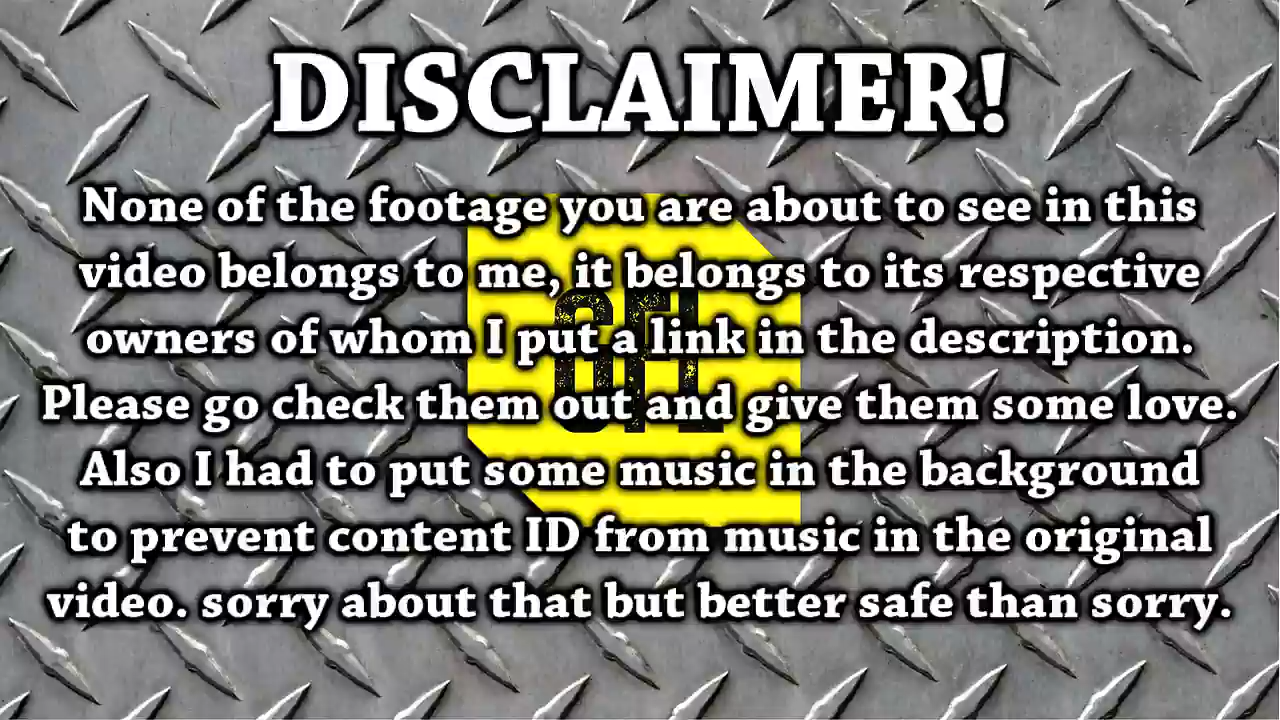 DISCLAIMER!
None of the footage you are about to see in this
video belongs to me, it belongs to its respective
owners of whom I put a link in the description.
Please go check them out and give them some love.
Also I had to put some music in the background
to prevent content ID from music in the original
video. sorry about that but better safe than sorry.